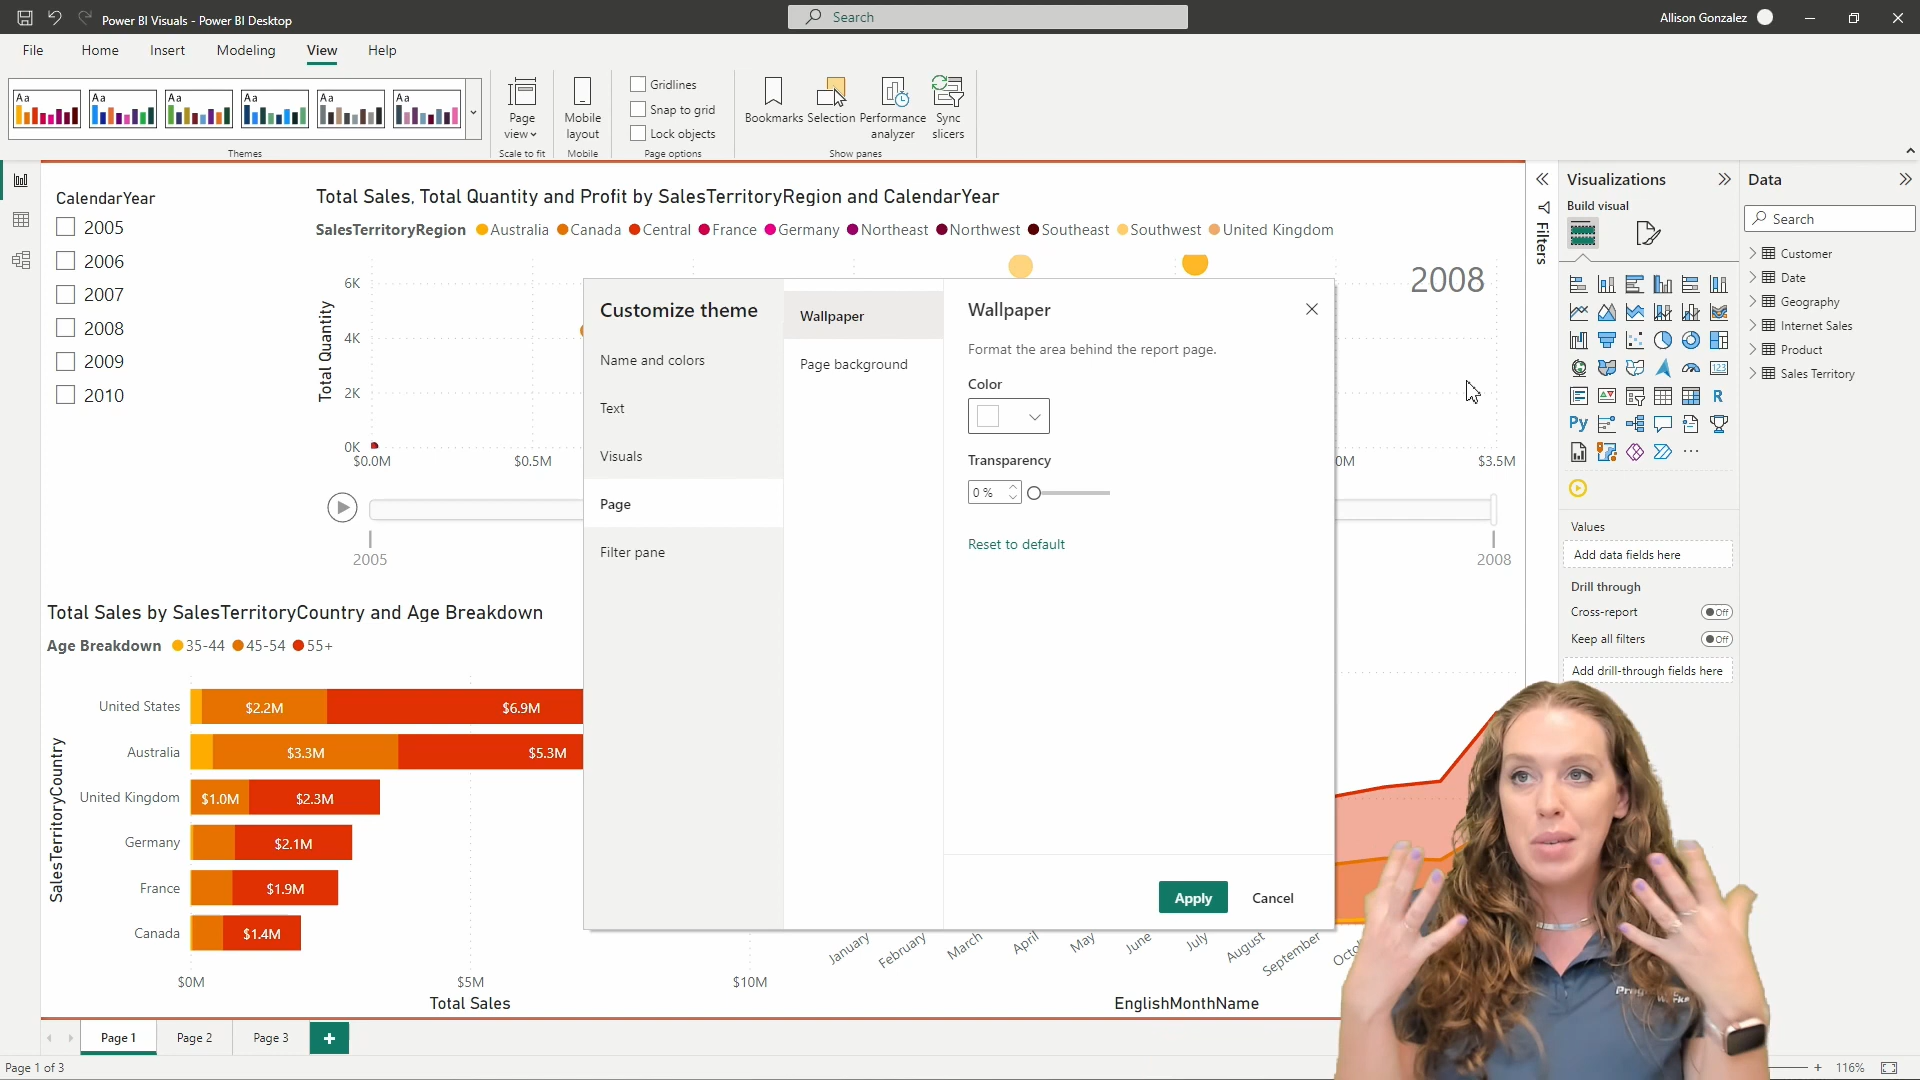 Power BI Visuals - Power BI Desktop
Search
Allison Gonzalez
File
Home
Insert
Modeling
View
Help
Aa
Aa
Aa
Aa
Aa
Aa
Themes
Page view
Scale to fit
Mobile layout
Mobile
Gridlines
Snap to grid
Lock objects
Page options
Bookmarks
Selection
Performance analyzer
Sync slicers
Show panes
CalendarYear
2005
2006
2007
2008
2009
2010
Total Sales, Total Quantity and Profit by SalesTerritoryRegion and CalendarYear
SalesTerritoryRegion Australia Canada Central France Germany Northeast Northwest Southeast Southwest United Kingdom
2008
Total Quantity
6K
4K
2K
0K
$0.0M
$0.5M
0M
$3.5M
2005
2008
Customize theme
Name and colors
Text
Visuals
Page
Filter pane
Wallpaper
Page background
Wallpaper
Format the area behind the report page.
Color
Transparency
0 %
Reset to default
Apply
Cancel
Total Sales by SalesTerritoryCountry and Age Breakdown
Age Breakdown 35-44 45-54 55+
SalesTerritoryCountry
United States $2.2M $6.9M
Australia $3.3M $5.3M
United Kingdom $1.0M $2.3M
Germany $2.1M
France $1.9M
Canada $1.4M
$0M
$5M
$10M
Total Sales
January
February
March
April
May
June
July
August
September
EnglishMonthName
Filters
Visualizations
Build visual
123
R
Py
Values
Add data fields here
Drill through
Cross-report
Off
Keep all filters
Off
Add drill-through fields here
Data
Search
Customer
Date
Geography
Internet Sales
Product
Sales Territory
Page 1
Page 2
Page 3
+
Page 1 of 3
116%